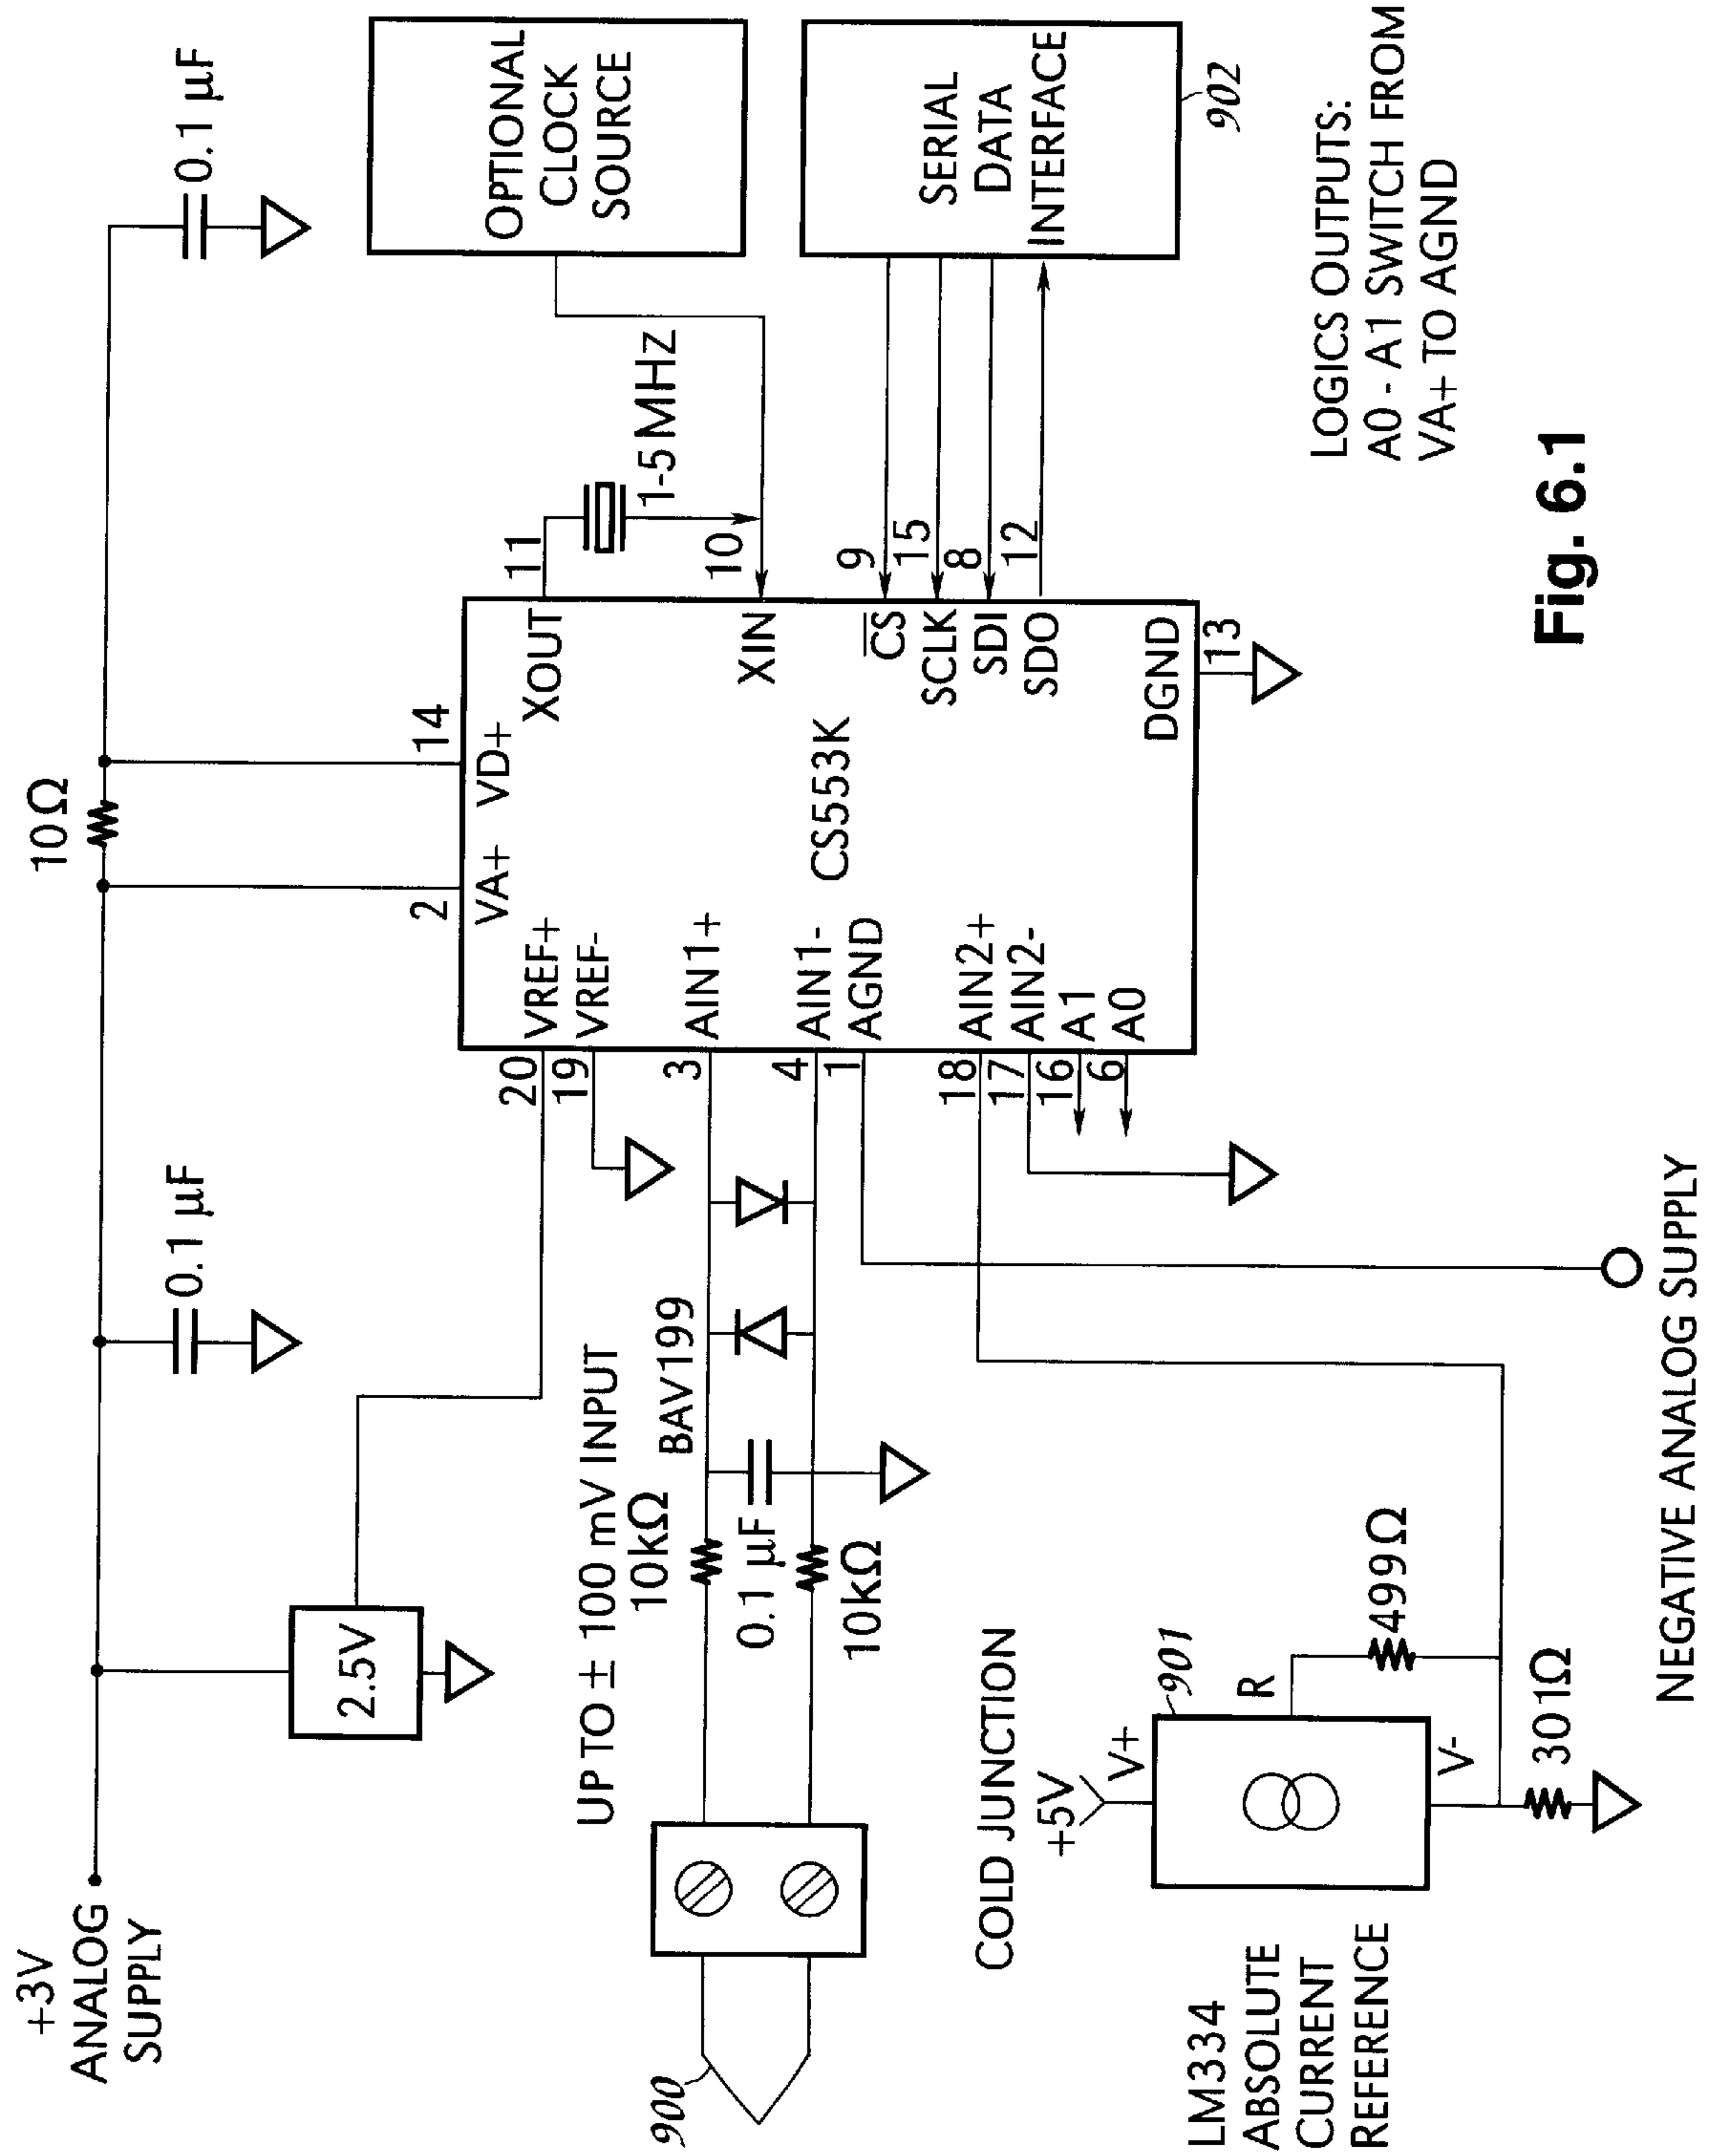 +3V
ANALOG
SUPPLY
10Ω
0.1 µF
0.1 µF
2.5V
2
14
VA+
VD+
20
VREF+
19
VREF-
3
AIN1+
4
AIN1-
1
AGND
18
AIN2+
17
AIN2-
16
A1
6
A0
CS553K
XOUT
11
XIN
10
1-5MHz
CS
9
SCLK
15
SDI
8
SDO
12
DGND
13
OPTIONAL
CLOCK
SOURCE
SERIAL
DATA
INTERFACE
902
UP TO ± 100 mV INPUT
10kΩ
BAV199
0.1 µF
10kΩ
900
COLD JUNCTION
+5V
V+
901
R
499Ω
V-
301Ω
LM334
ABSOLUTE
CURRENT
REFERENCE
NEGATIVE ANALOG SUPPLY
LOGICS OUTPUTS:
A0 - A1 SWITCH FROM
VA+ TO AGND
Fig. 6.1